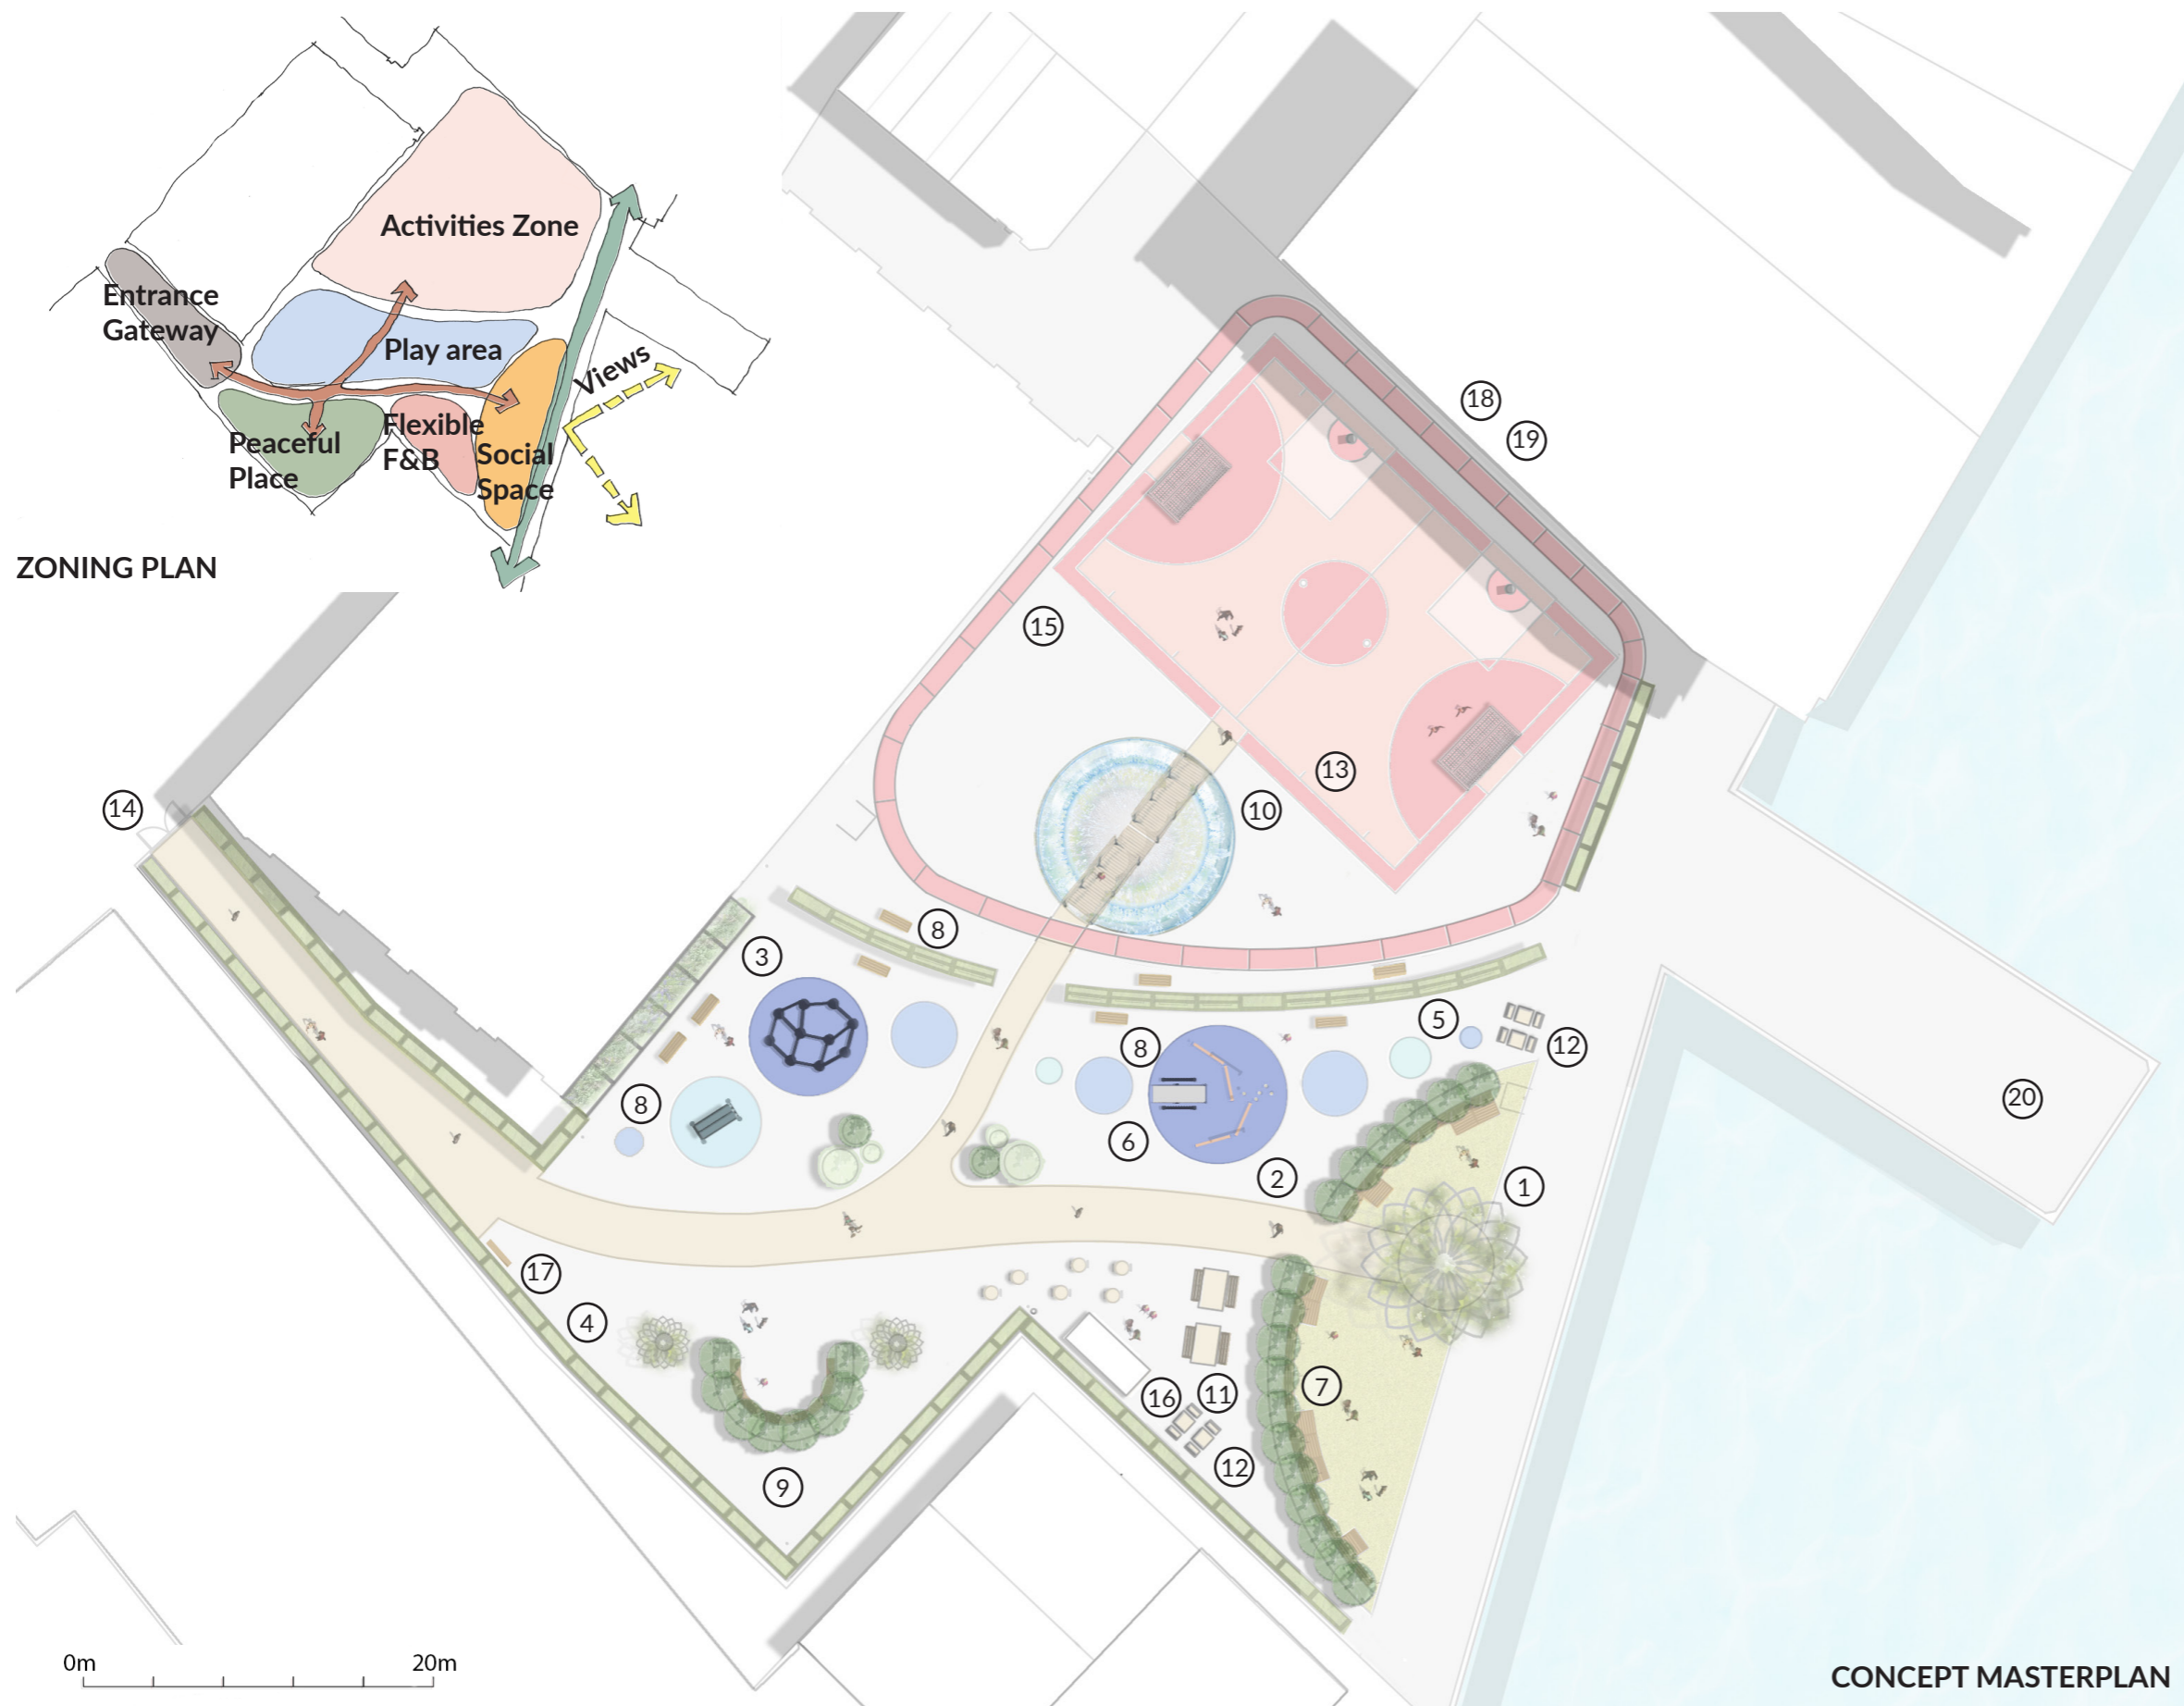 Activities Zone
Entrance
Gateway
Play area
Views
Flexible
F&B
Peaceful
Place
Social
Space
ZONING PLAN
18
19
15
13
14
10
8
3
5
12
8
8
20
6
2
1
17
4
7
16
11
12
9
0m
20m
CONCEPT MASTERPLAN